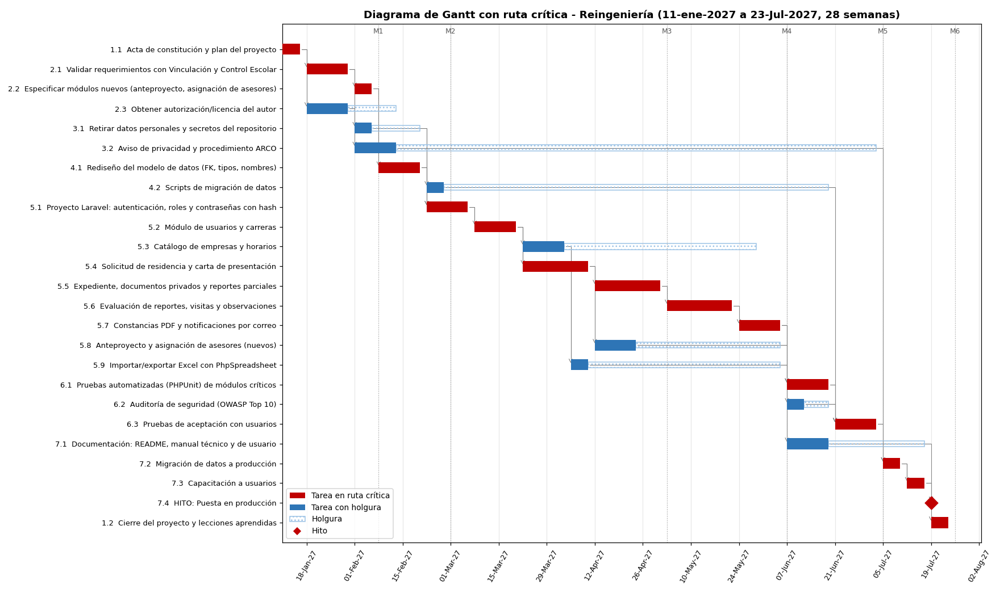 Diagrama de Gantt con ruta crítica - Reingeniería (11-ene-2027 a 23-Jul-2027, 28 semanas)
M1 M2 M3 M4 M5 M6
1.1 Acta de constitución y plan del proyecto
2.1 Validar requerimientos con Vinculación y Control Escolar
2.2 Especificar módulos nuevos (anteproyecto, asignación de asesores)
2.3 Obtener autorización/licencia del autor
3.1 Retirar datos personales y secretos del repositorio
3.2 Aviso de privacidad y procedimiento ARCO
4.1 Rediseño del modelo de datos (FK, tipos, nombres)
4.2 Scripts de migración de datos
5.1 Proyecto Laravel: autenticación, roles y contraseñas con hash
5.2 Módulo de usuarios y carreras
5.3 Catálogo de empresas y horarios
5.4 Solicitud de residencia y carta de presentación
5.5 Expediente, documentos privados y reportes parciales
5.6 Evaluación de reportes, visitas y observaciones
5.7 Constancias PDF y notificaciones por correo
5.8 Anteproyecto y asignación de asesores (nuevos)
5.9 Importar/exportar Excel con PhpSpreadsheet
6.1 Pruebas automatizadas (PHPUnit) de módulos críticos
6.2 Auditoría de seguridad (OWASP Top 10)
6.3 Pruebas de aceptación con usuarios
7.1 Documentación: README, manual técnico y de usuario
7.2 Migración de datos a producción
7.3 Capacitación a usuarios
7.4 HITO: Puesta en producción
1.2 Cierre del proyecto y lecciones aprendidas
Tarea en ruta crítica
Tarea con holgura
Holgura
Hito
18-Jan-27
01-Feb-27
15-Feb-27
01-Mar-27
15-Mar-27
29-Mar-27
12-Apr-27
26-Apr-27
10-May-27
24-May-27
07-Jun-27
21-Jun-27
05-Jul-27
19-Jul-27
02-Aug-27